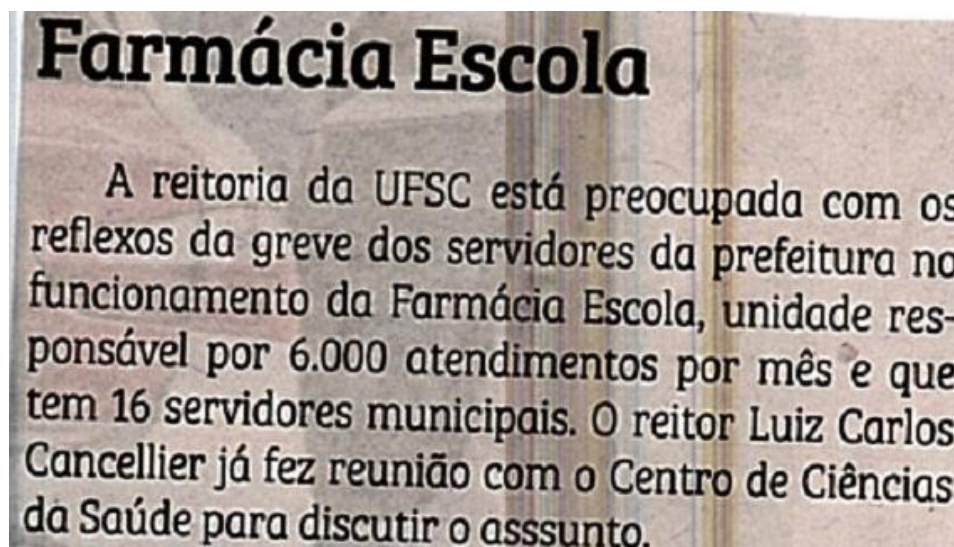 Farmácia Escola
A reitoria da UFSC está preocupada com os
reflexos da greve dos servidores da prefeitura no
funcionamento da Farmácia Escola, unidade res-
ponsável por 6.000 atendimentos por mês e que
tem 16 servidores municipais. O reitor Luiz Carlos
Cancellier já fez reunião com o Centro de Ciências
da Saúde para discutir o asssunto.